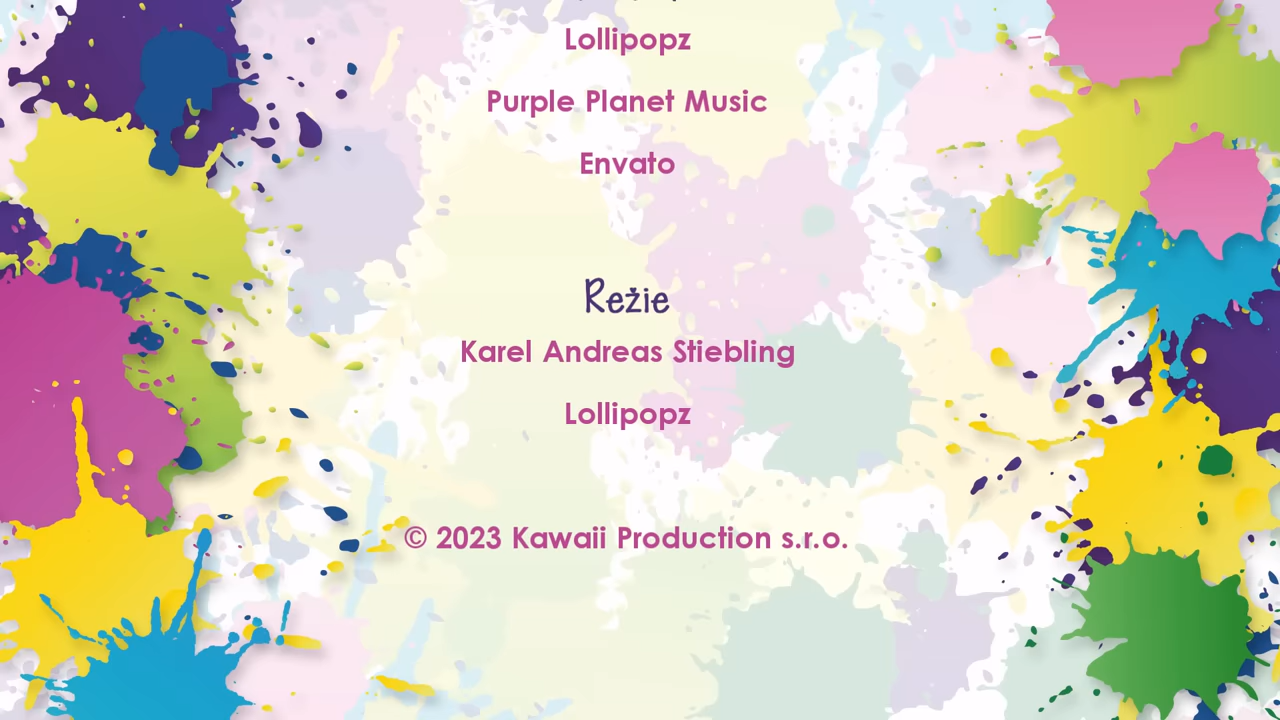 Lollipopz
Purple Planet Music
Envato
Režie
Karel Andreas Stiebling
Lollipopz
© 2023 Kawaii Production s.r.o.